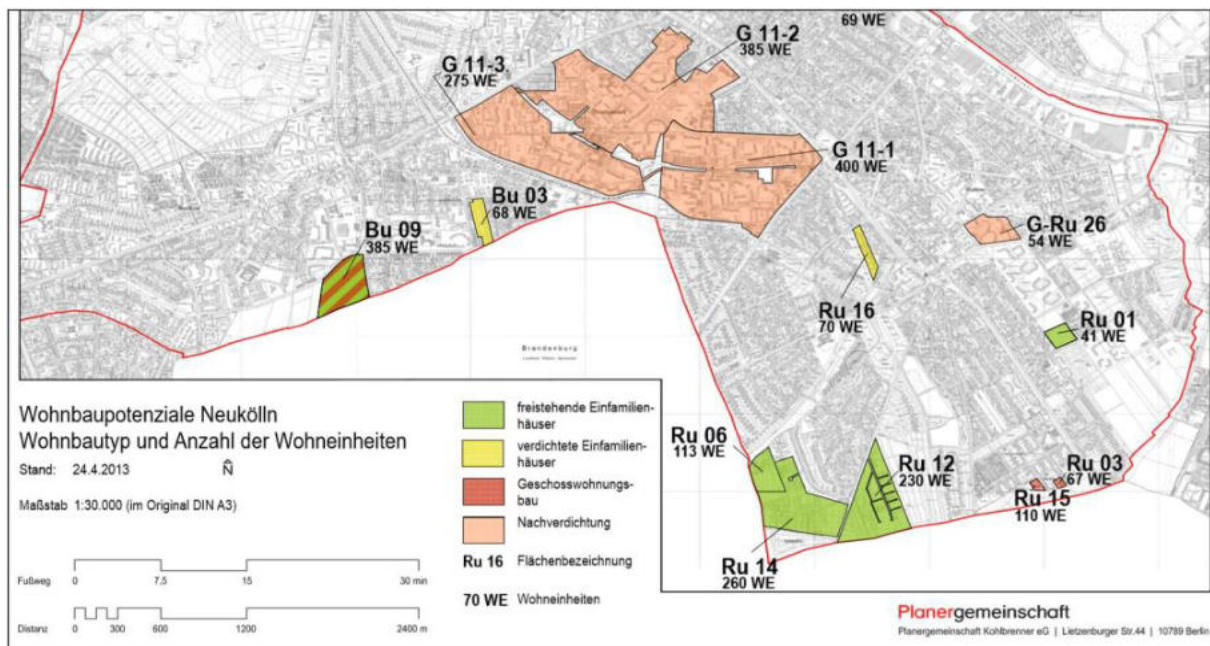 69 WE
G 11-2
385 WE
G 11-3
275 WE
G 11-1
400 WE
Bu 03
68 WE
Bu 09
385 WE
G-Ru 26
54 WE
Ru 16
70 WE
Ru 01
41 WE
Brandenburg
Ru 06
113 WE
Ru 12
230 WE
Ru 03
67 WE
Ru 15
110 WE
Ru 14
260 WE
Wohnbaupotenziale Neukölln
Wohnbautyp und Anzahl der Wohneinheiten
Stand: 24.4.2013 N
Maßstab 1:30.000 (im Original DIN A3)
Fußweg 0 7,5 15 30 min
Distanz 0 300 600 1200 2400 m
freistehende Einfamilien-
häuser
verdichtete Einfamilien-
häuser
Geschosswohnungs-
bau
Nachverdichtung
Ru 16 Flächenbezeichnung
70 WE Wohneinheiten
Planergemeinschaft
Planergemeinschaft Kohlbrenner eG | Lietzenburger Str.44 | 10789 Berlin